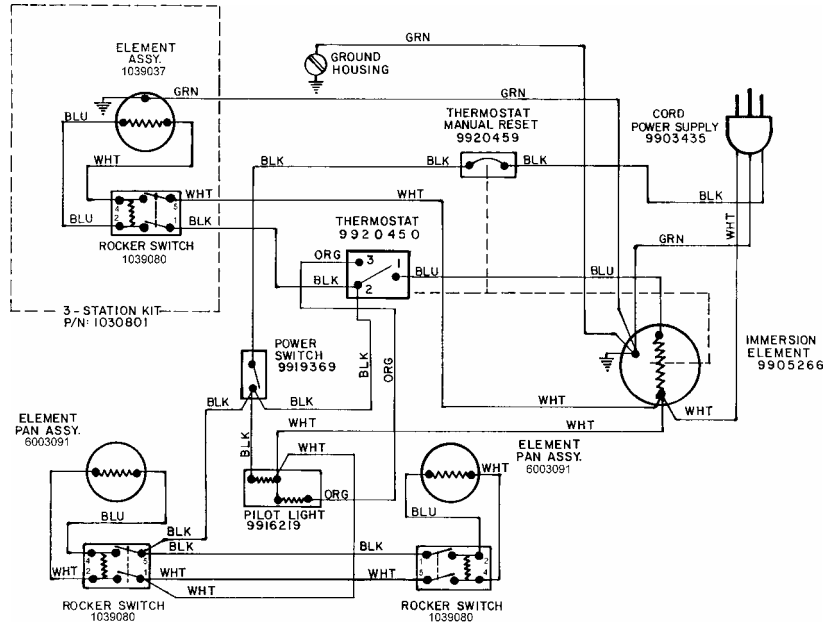 GRN
ELEMENT
ASSY.
1039037
GROUND
HOUSING
GRN
THERMOSTAT
MANUAL RESET
9920459
CORD
POWER SUPPLY
9903435
BLU
WHT
BLK
BLK
BLK
WHT
BLK
WHT
4
5
2
1
BLU
BLK
ROCKER SWITCH
1039080
THERMOSTAT
9920450
GRN
ORG
3
1
BLU
BLU
BLK
2
3-STATION KIT
P/N: 1030801
BLK
ORG
POWER
SWITCH
9919369
IMMERSION
ELEMENT
9905266
BLK
BLK
WHT
WHT
ELEMENT
PAN ASSY.
6003091
BLK
WHT
WHT
ELEMENT
PAN ASSY.
6003091
WHT
ORG
PILOT LIGHT
9916219
BLU
BLU
BLK
BLK
BLK
4
5
1
2
WHT
2
1
WHT
WHT
5
4
WHT
WHT
ROCKER SWITCH
1039080
ROCKER SWITCH
1039080